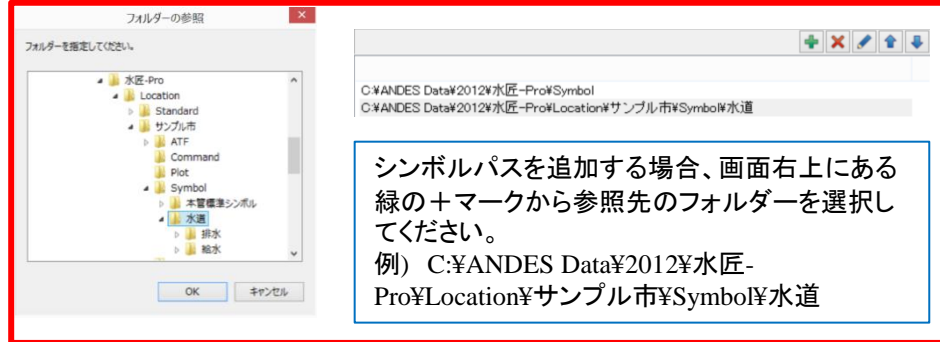 フォルダーの参照
フォルダーを指定してください。
水匠-Pro
Location
Standard
サンプル市
ATF
Command
Plot
Symbol
本管標準シンボル
水道
排水
給水
OK
キャンセル
C:¥ANDES Data¥2012¥水匠-Pro¥Symbol
C:¥ANDES Data¥2012¥水匠-Pro¥Location¥サンプル市¥Symbol¥水道
シンボルパスを追加する場合、画面右上にある
緑の＋マークから参照先のフォルダーを選択し
てください。
例) C:¥ANDES Data¥2012¥水匠-
Pro¥Location¥サンプル市¥Symbol¥水道